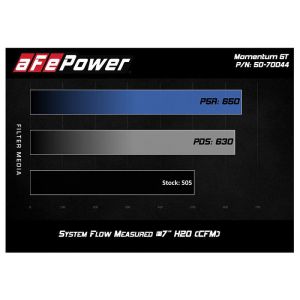 aFe Power
Momentum GT
P/N: 50-70044
PSR: 650
PDS: 630
Stock: 505
FILTER MEDIA
System Flow Measured @7" H2O (CFM)